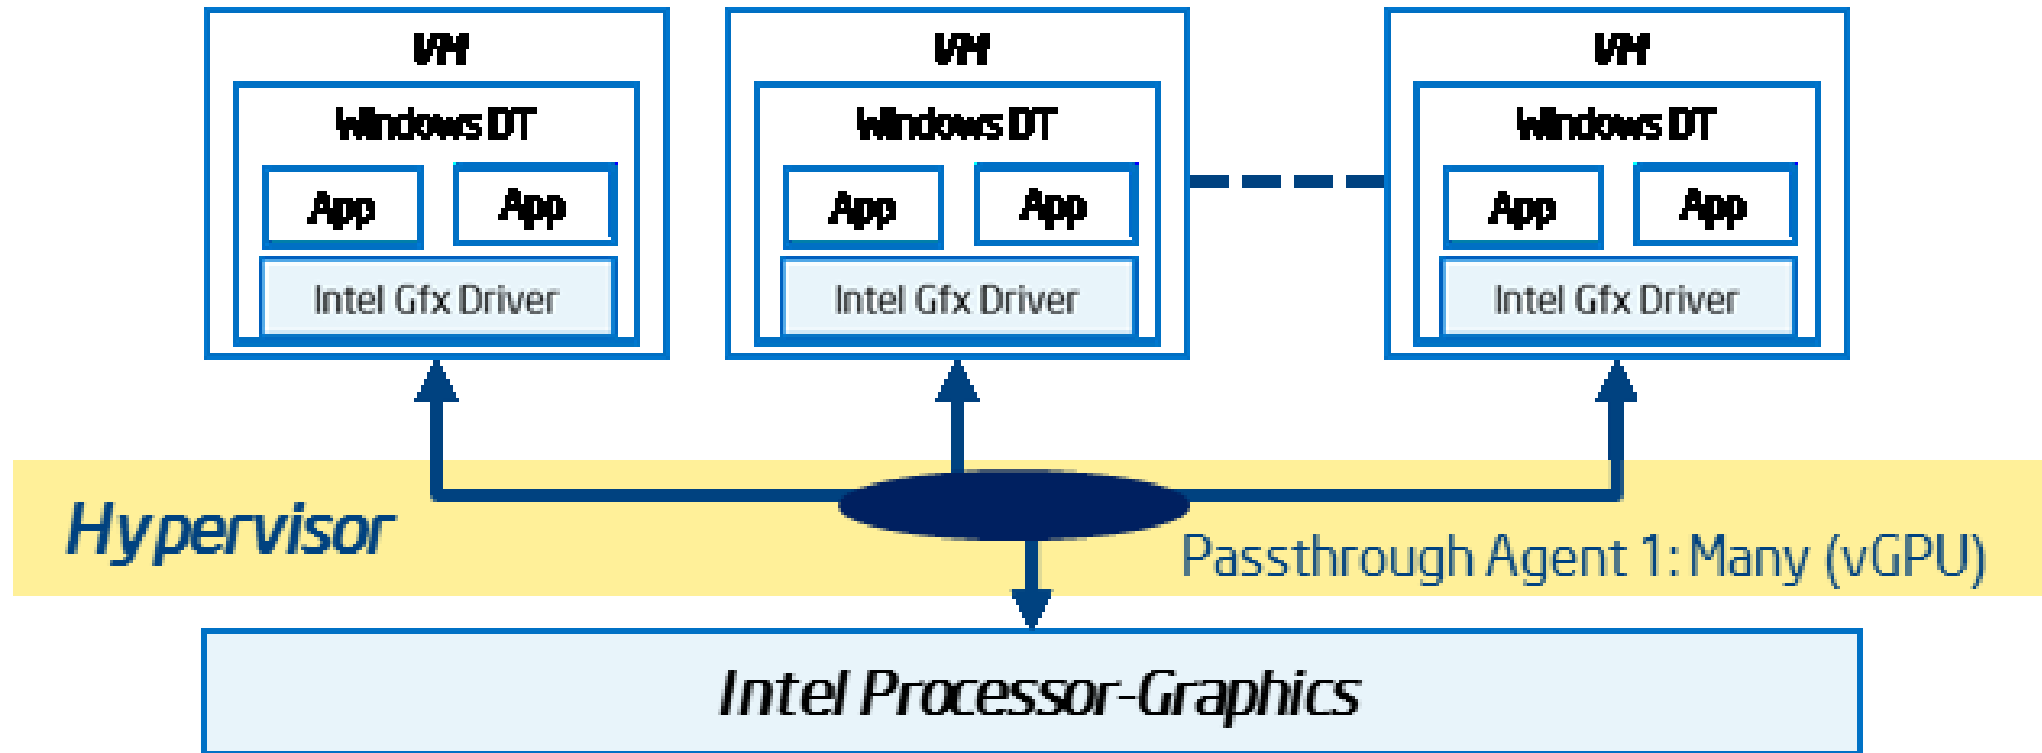 VM
Windows DT
App
App
Intel Gfx Driver
VM
Windows DT
App
App
Intel Gfx Driver
VM
Windows DT
App
App
Intel Gfx Driver
Hypervisor
Passthrough Agent 1: Many (vGPU)
Intel Processor-Graphics